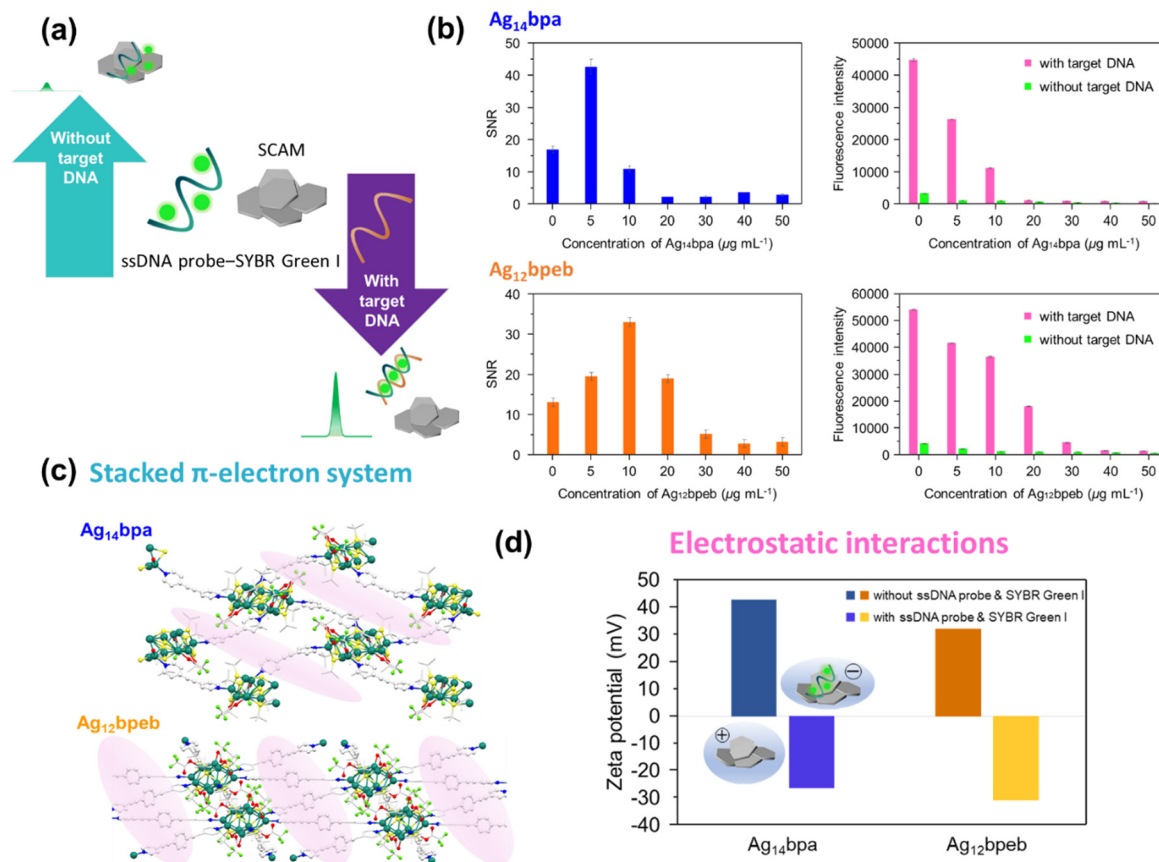 (a)
Without
target
DNA
SCAM
ssDNA probe–SYBR Green I
With
target
DNA
(b)
Ag14bpa
SNR
50
40
30
20
10
0
0 5 10 20 30 40 50
Concentration of Ag14bpa (µg mL-1)
Fluorescence intensity
50000
40000
30000
20000
10000
0
with target DNA
without target DNA
0 5 10 20 30 40 50
Concentration of Ag14bpa (µg mL-1)
Ag12bpeb
SNR
40
30
20
10
0
0 5 10 20 30 40 50
Concentration of Ag12bpeb (µg mL-1)
Fluorescence intensity
60000
50000
40000
30000
20000
10000
0
with target DNA
without target DNA
0 5 10 20 30 40 50
Concentration of Ag12bpeb (µg mL-1)
(c) Stacked π-electron system
Ag14bpa
Ag12bpeb
(d) Electrostatic interactions
Zeta potential (mV)
50
40
30
20
10
0
-10
-20
-30
-40
without ssDNA probe & SYBR Green I
with ssDNA probe & SYBR Green I
Ag14bpa Ag12bpeb